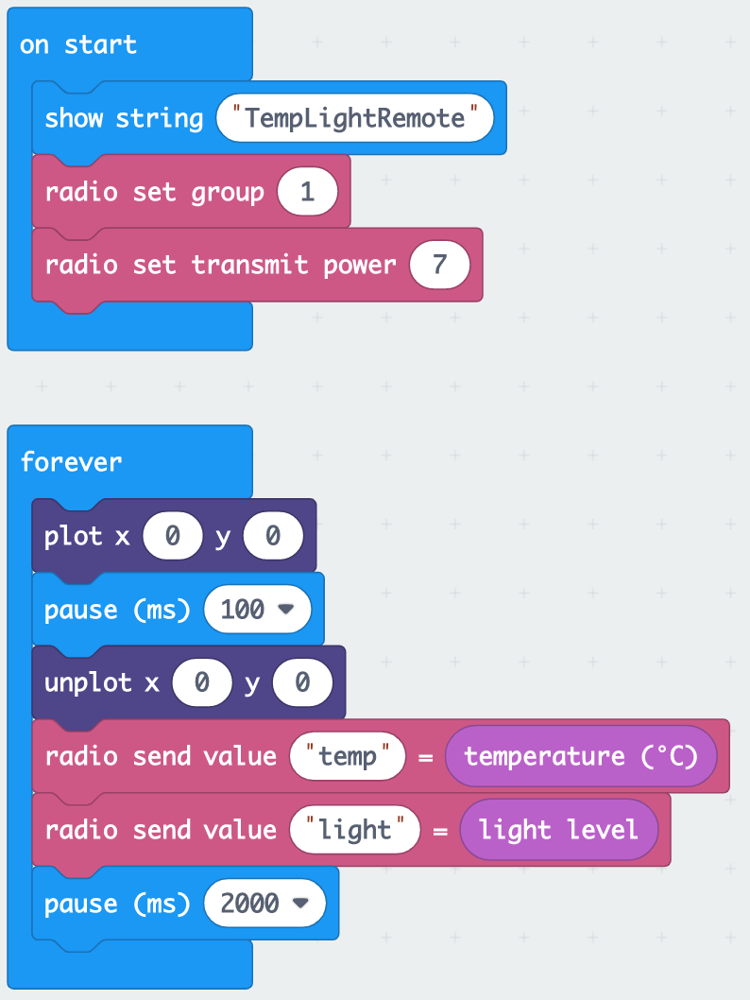 on start
show string "TempLightRemote"
radio set group 1
radio set transmit power 7
forever
plot x 0 y 0
pause (ms) 100
unplot x 0 y 0
radio send value "temp" = temperature (°C)
radio send value "light" = light level
pause (ms) 2000